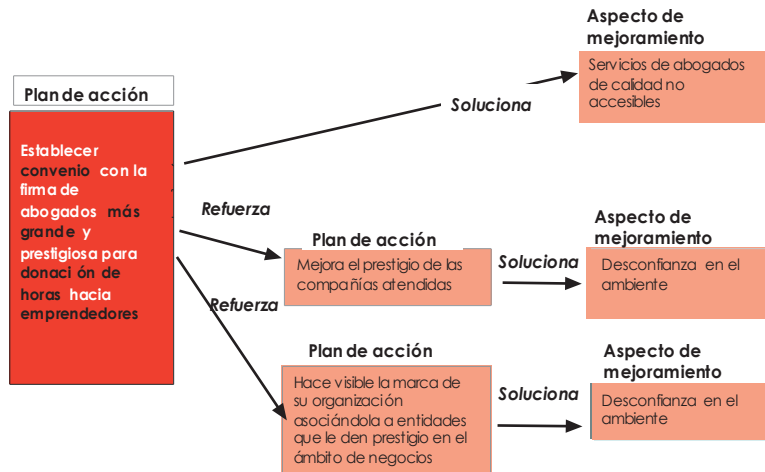 Aspecto de
mejoramiento
Servicios de abogados
de calidad no
accesibles
Plan de acción
Soluciona
Establecer
convenio con la
firma de
abogados más
grande y
prestigiosa para
donación de
horas hacia
emprendedores
Refuerza
Plan de acción
Mejora el prestigio de las
compañías atendidas
Soluciona
Aspecto de
mejoramiento
Desconfianza en el
ambiente
Refuerza
Plan de acción
Hace visible la marca de
su organización
asociándola a entidades
que le den prestigio en el
ámbito de negocios
Soluciona
Aspecto de
mejoramiento
Desconfianza en el
ambiente